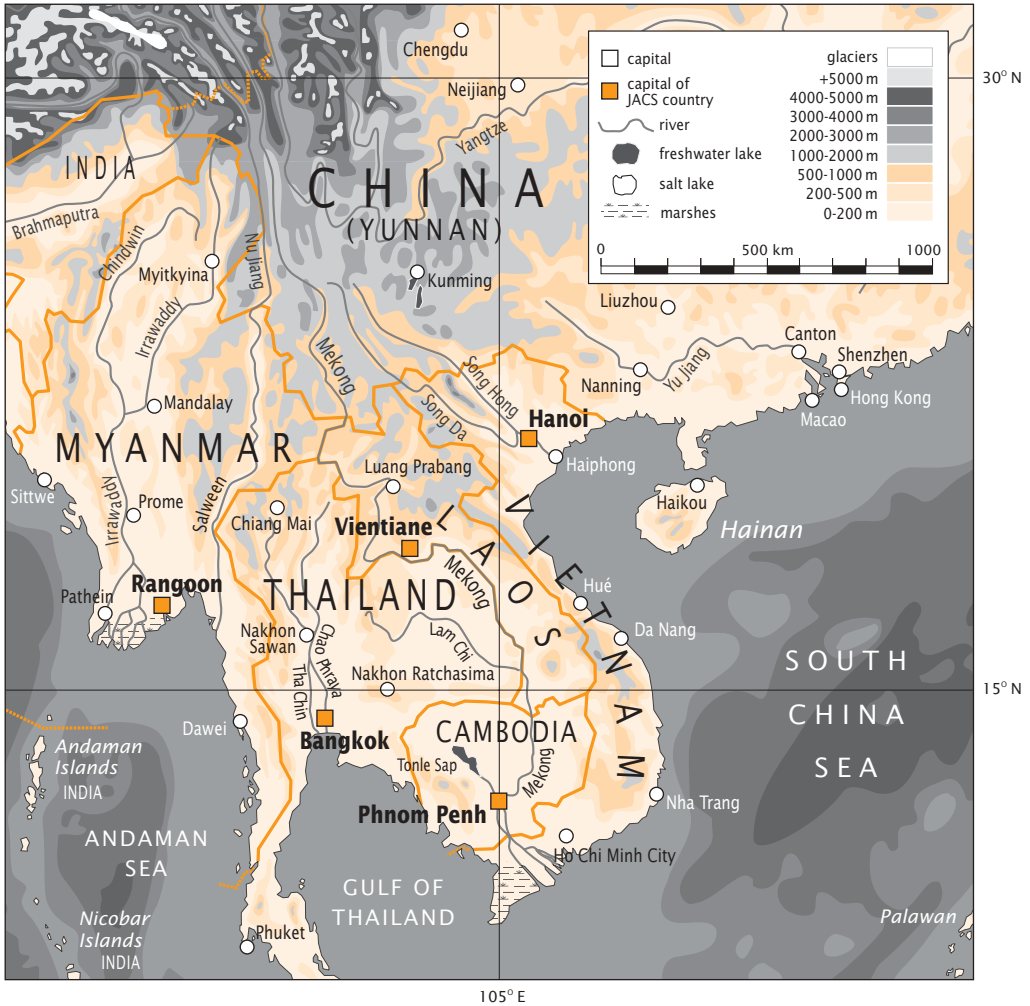 Chengdu
Neijiang
Yangtze
capital
capital of
JACS country
river
freshwater lake
salt lake
marshes
glaciers
+5000 m
4000-5000 m
3000-4000 m
2000-3000 m
1000-2000 m
500-1000 m
200-500 m
0-200 m
0
500 km
1000
30° N
INDIA
CHINA
(YUNNAN)
Brahmaputra
Chindwin
Myitkyina
Nu Jiang
Kunming
Irrawaddy
Liuzhou
Canton
Shenzhen
Hong Kong
Macao
Nanning
Yu Jiang
Mekong
Song Hong
Song Da
Mandalay
Hanoi
Haiphong
MYANMAR
Luang Prabang
Sittwe
Irrawaddy
Prome
Salween
Chiang Mai
Vientiane
LAOS
VIETNAM
Haikou
Hainan
Rangoon
Pathein
THAILAND
Mekong
Hué
Da Nang
Nakhon
Sawan
Chao Phraya
Tha Chin
Lam Chi
Nakhon Ratchasima
SOUTH
CHINA
SEA
15° N
Dawei
Bangkok
CAMBODIA
Tonle Sap
Mekong
Andaman
Islands
INDIA
Phnom Penh
Nha Trang
ANDAMAN
SEA
Ho Chi Minh City
GULF OF
THAILAND
Nicobar
Islands
INDIA
Phuket
Palawan
105° E